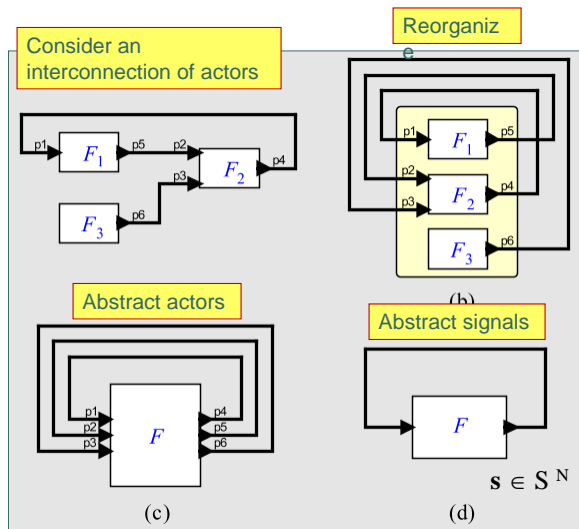 Consider an
interconnection of actors
p1
F1
p5
p2
p3
F2
p4
F3
p6
Reorganiz
e
p1
F1
p5
p2
p3
F2
p4
F3
p6
(b)
Abstract actors
p1
p2
p3
F
p4
p5
p6
(c)
Abstract signals
F
s ∈ S N
(d)